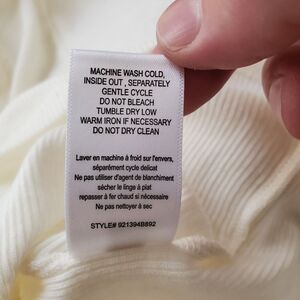 MACHINE WASH COLD,
INSIDE OUT , SEPARATELY
GENTLE CYCLE
DO NOT BLEACH
TUMBLE DRY LOW
WARM IRON IF NECESSARY
DO NOT DRY CLEAN
Laver en machine à froid sur l'envers,
séparément cycle delicat
Ne pas utiliser d'agent de blanchiment
sécher le linge à plat
repasser à fer chaud si nécessaire
Ne pas nettoyer à sec
STYLE# 921394B892